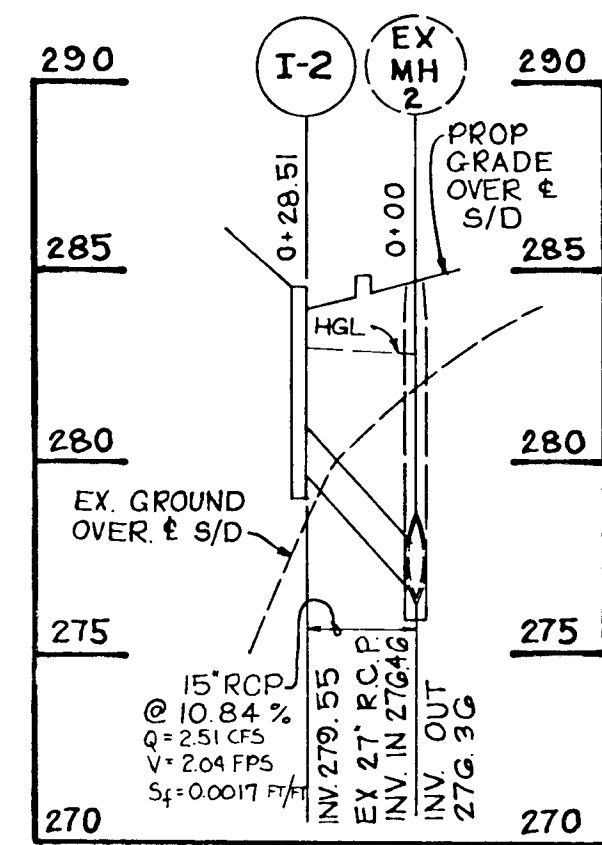 290
I-2
EX
MH
2
290
0+28.51
0+00
PROP
GRADE
OVER ℄
S/D
285
285
HGL
280
280
EX. GROUND
OVER. ℄ S/D
275
275
15" RCP
@ 10.84 %
Q = 2.51 CFS
V = 2.04 FPS
Sf = 0.0017 FT/FT
INV. 279.55
EX 27" R.C.P.
INV. IN 276.46
INV. OUT
276.36
270
270